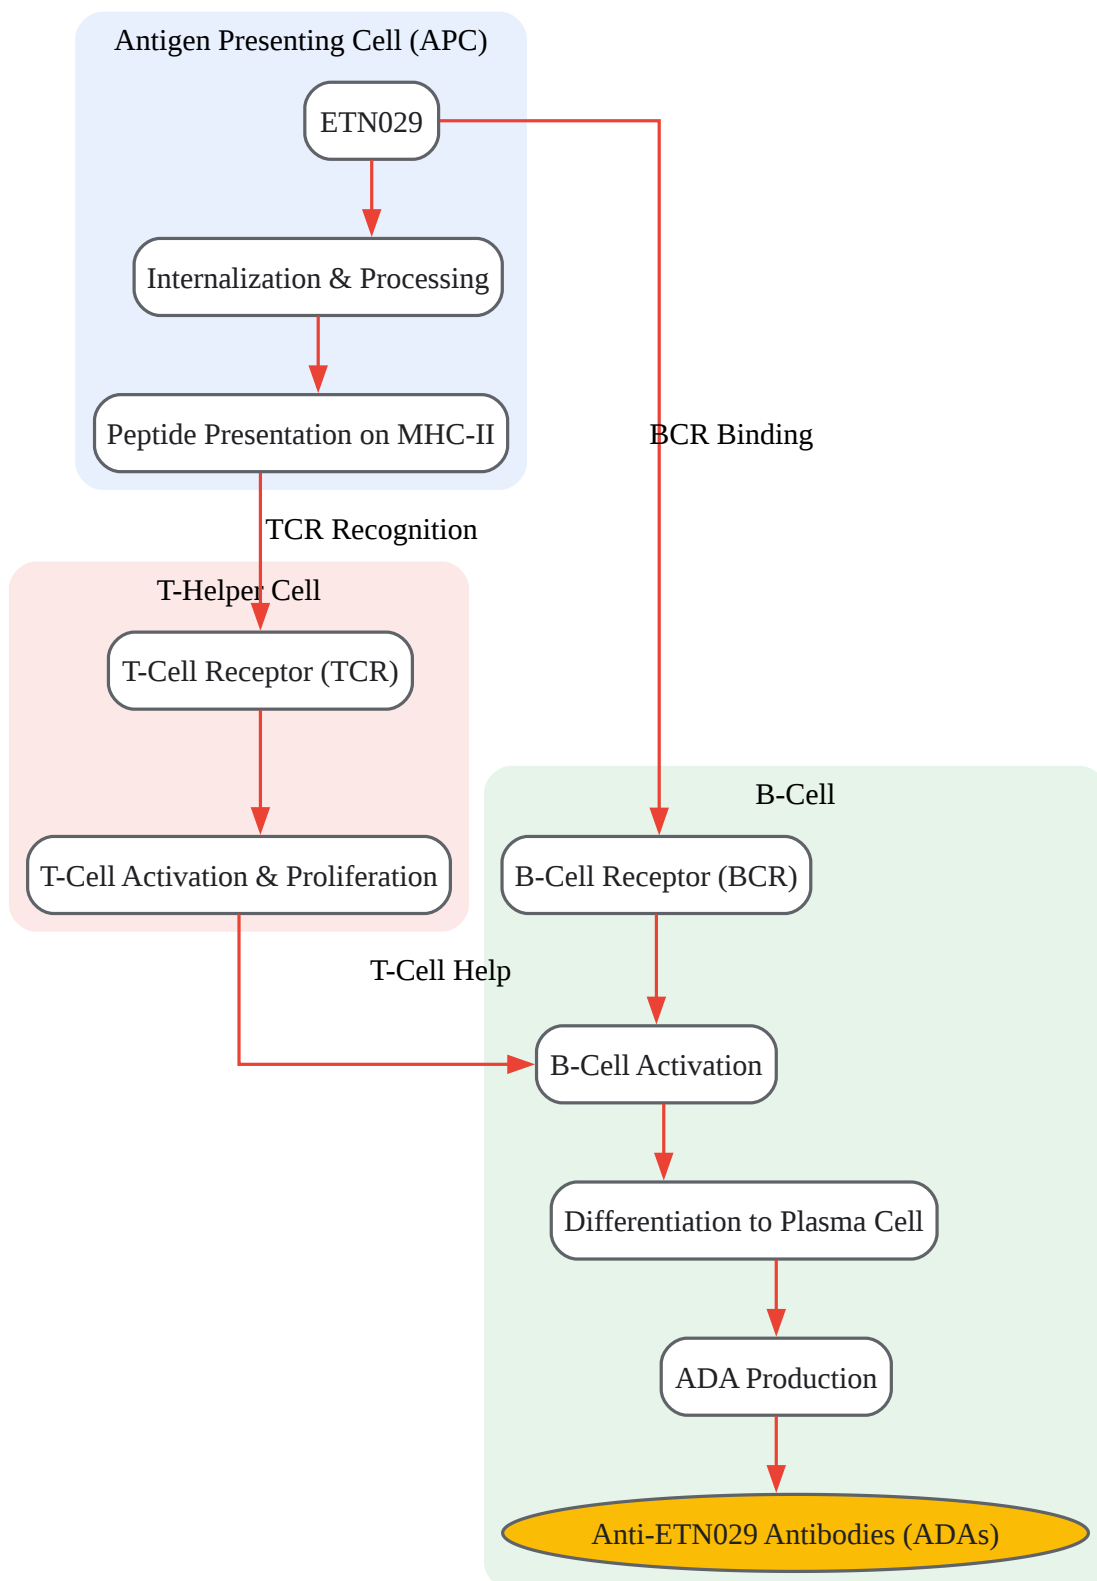 Antigen Presenting Cell (APC)
ETN029
Internalization & Processing
Peptide Presentation on MHC-II
BCR Binding
TCR Recognition
T-Helper Cell
T-Cell Receptor (TCR)
B-Cell
T-Cell Activation & Proliferation
B-Cell Receptor (BCR)
T-Cell Help
B-Cell Activation
Differentiation to Plasma Cell
ADA Production
Anti-ETN029 Antibodies (ADAs)